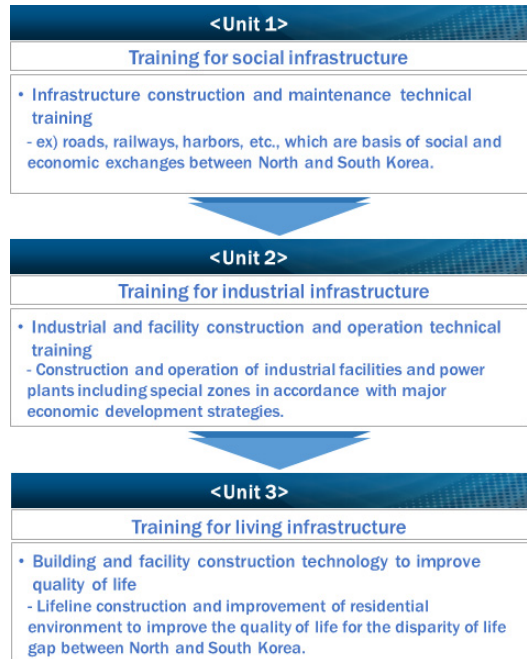 <Unit 1>
Training for social infrastructure
• Infrastructure construction and maintenance technical
training
- ex) roads, railways, harbors, etc., which are basis of social and
economic exchanges between North and South Korea.
<Unit 2>
Training for industrial infrastructure
• Industrial and facility construction and operation technical
training
- Construction and operation of industrial facilities and power
plants including special zones in accordance with major
economic development strategies.
<Unit 3>
Training for living infrastructure
• Building and facility construction technology to improve
quality of life
- Lifeline construction and improvement of residential
environment to improve the quality of life for the disparity of life
gap between North and South Korea.